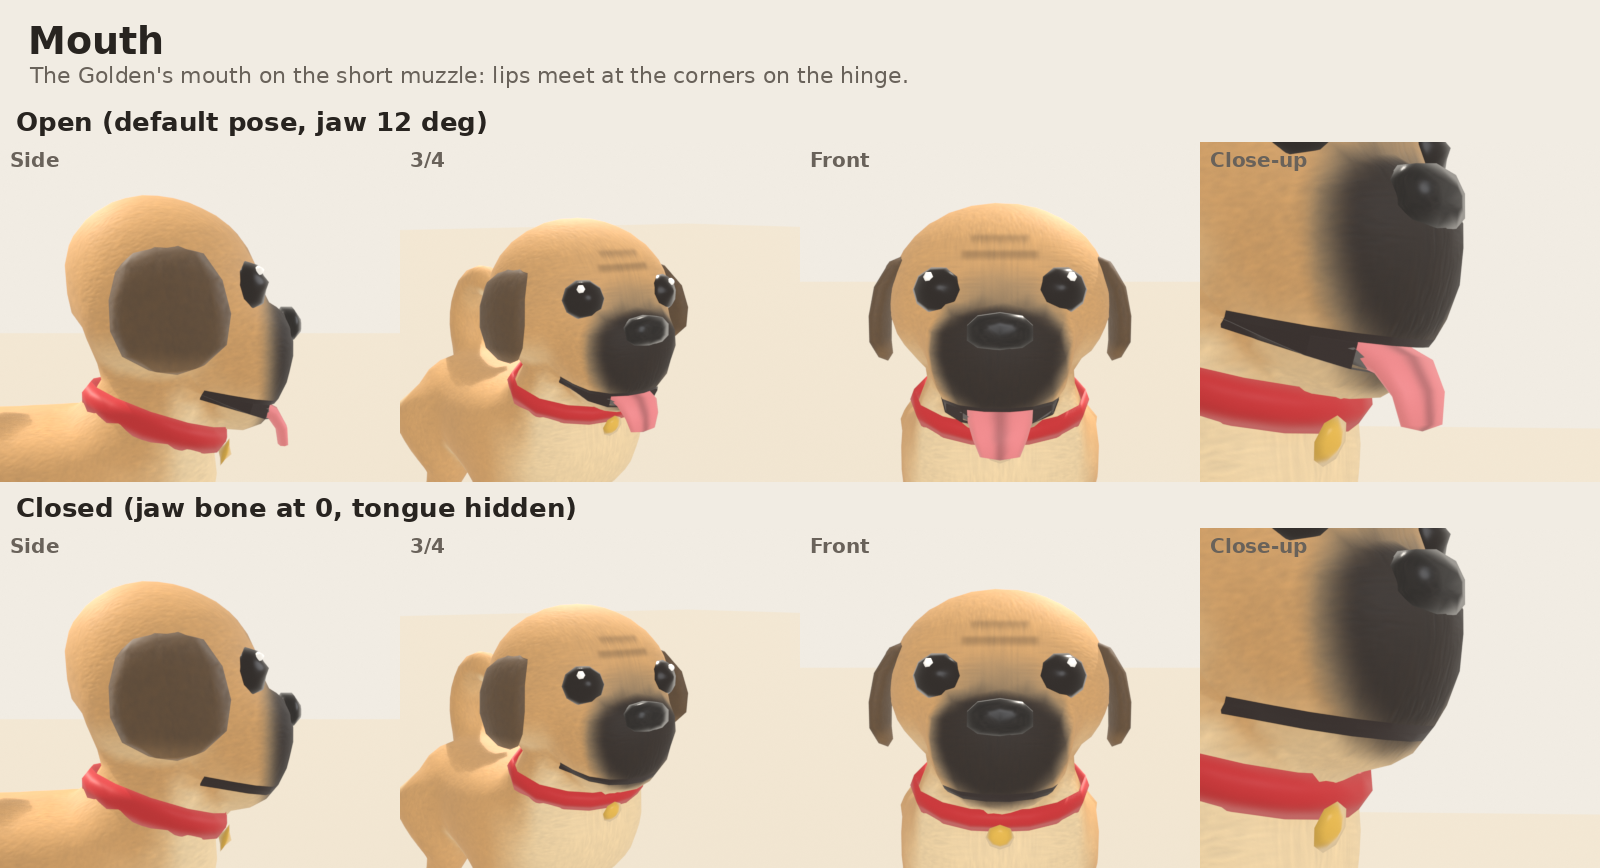 Mouth
The Golden's mouth on the short muzzle: lips meet at the corners on the hinge.
Open (default pose, jaw 12 deg)
Side
3/4
Front
Close-up
Closed (jaw bone at 0, tongue hidden)
Side
3/4
Front
Close-up